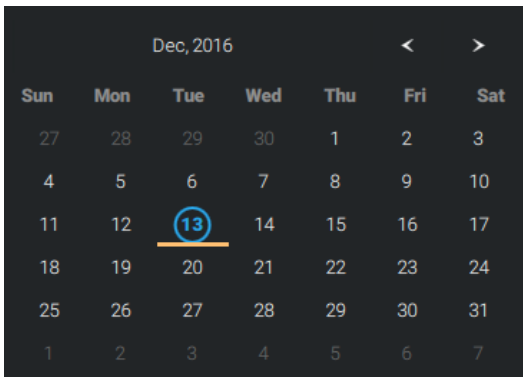 Dec, 2016 < >
Sun Mon Tue Wed Thu Fri Sat
27 28 29 30 1 2 3
4 5 6 7 8 9 10
11 12 13 14 15 16 17
18 19 20 21 22 23 24
25 26 27 28 29 30 31
1 2 3 4 5 6 7